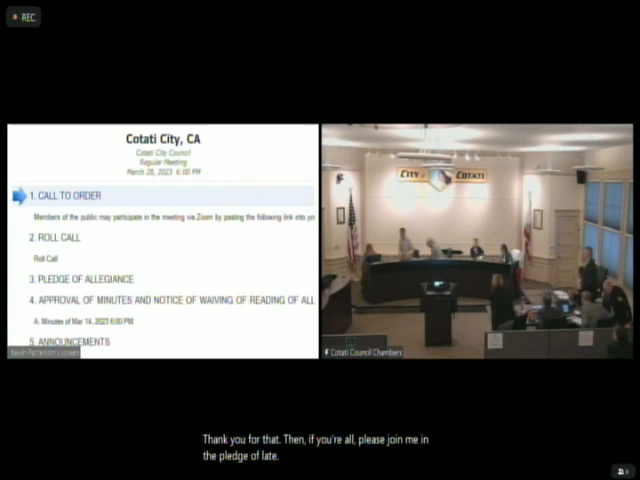 REC
Cotati City, CA
Cotati City Council
Regular Meeting
March 28, 2023 6:00 PM
1. CALL TO ORDER
Members of the public may participate in the meeting via Zoom by pasting the following link into yo
2. ROLL CALL
Roll Call
3. PLEDGE OF ALLEGIANCE
4. APPROVAL OF MINUTES AND NOTICE OF WAIVING OF READING OF ALL
A. Minutes of Mar 14, 2023 6:00 PM
5. ANNOUNCEMENTS
Kevin Patterson's screen
CITY OF COTATI
Cotati Council Chambers
Thank you for that. Then, if you're all, please join me in
the pledge of late.
6